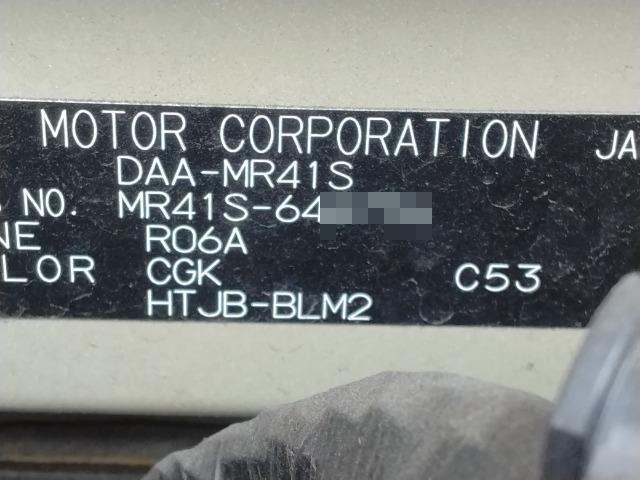 MOTOR CORPORATION JA
DAA-MR41S
NO. MR41S-64
NE R06A
LOR CGK C53
HTJB-BLM2